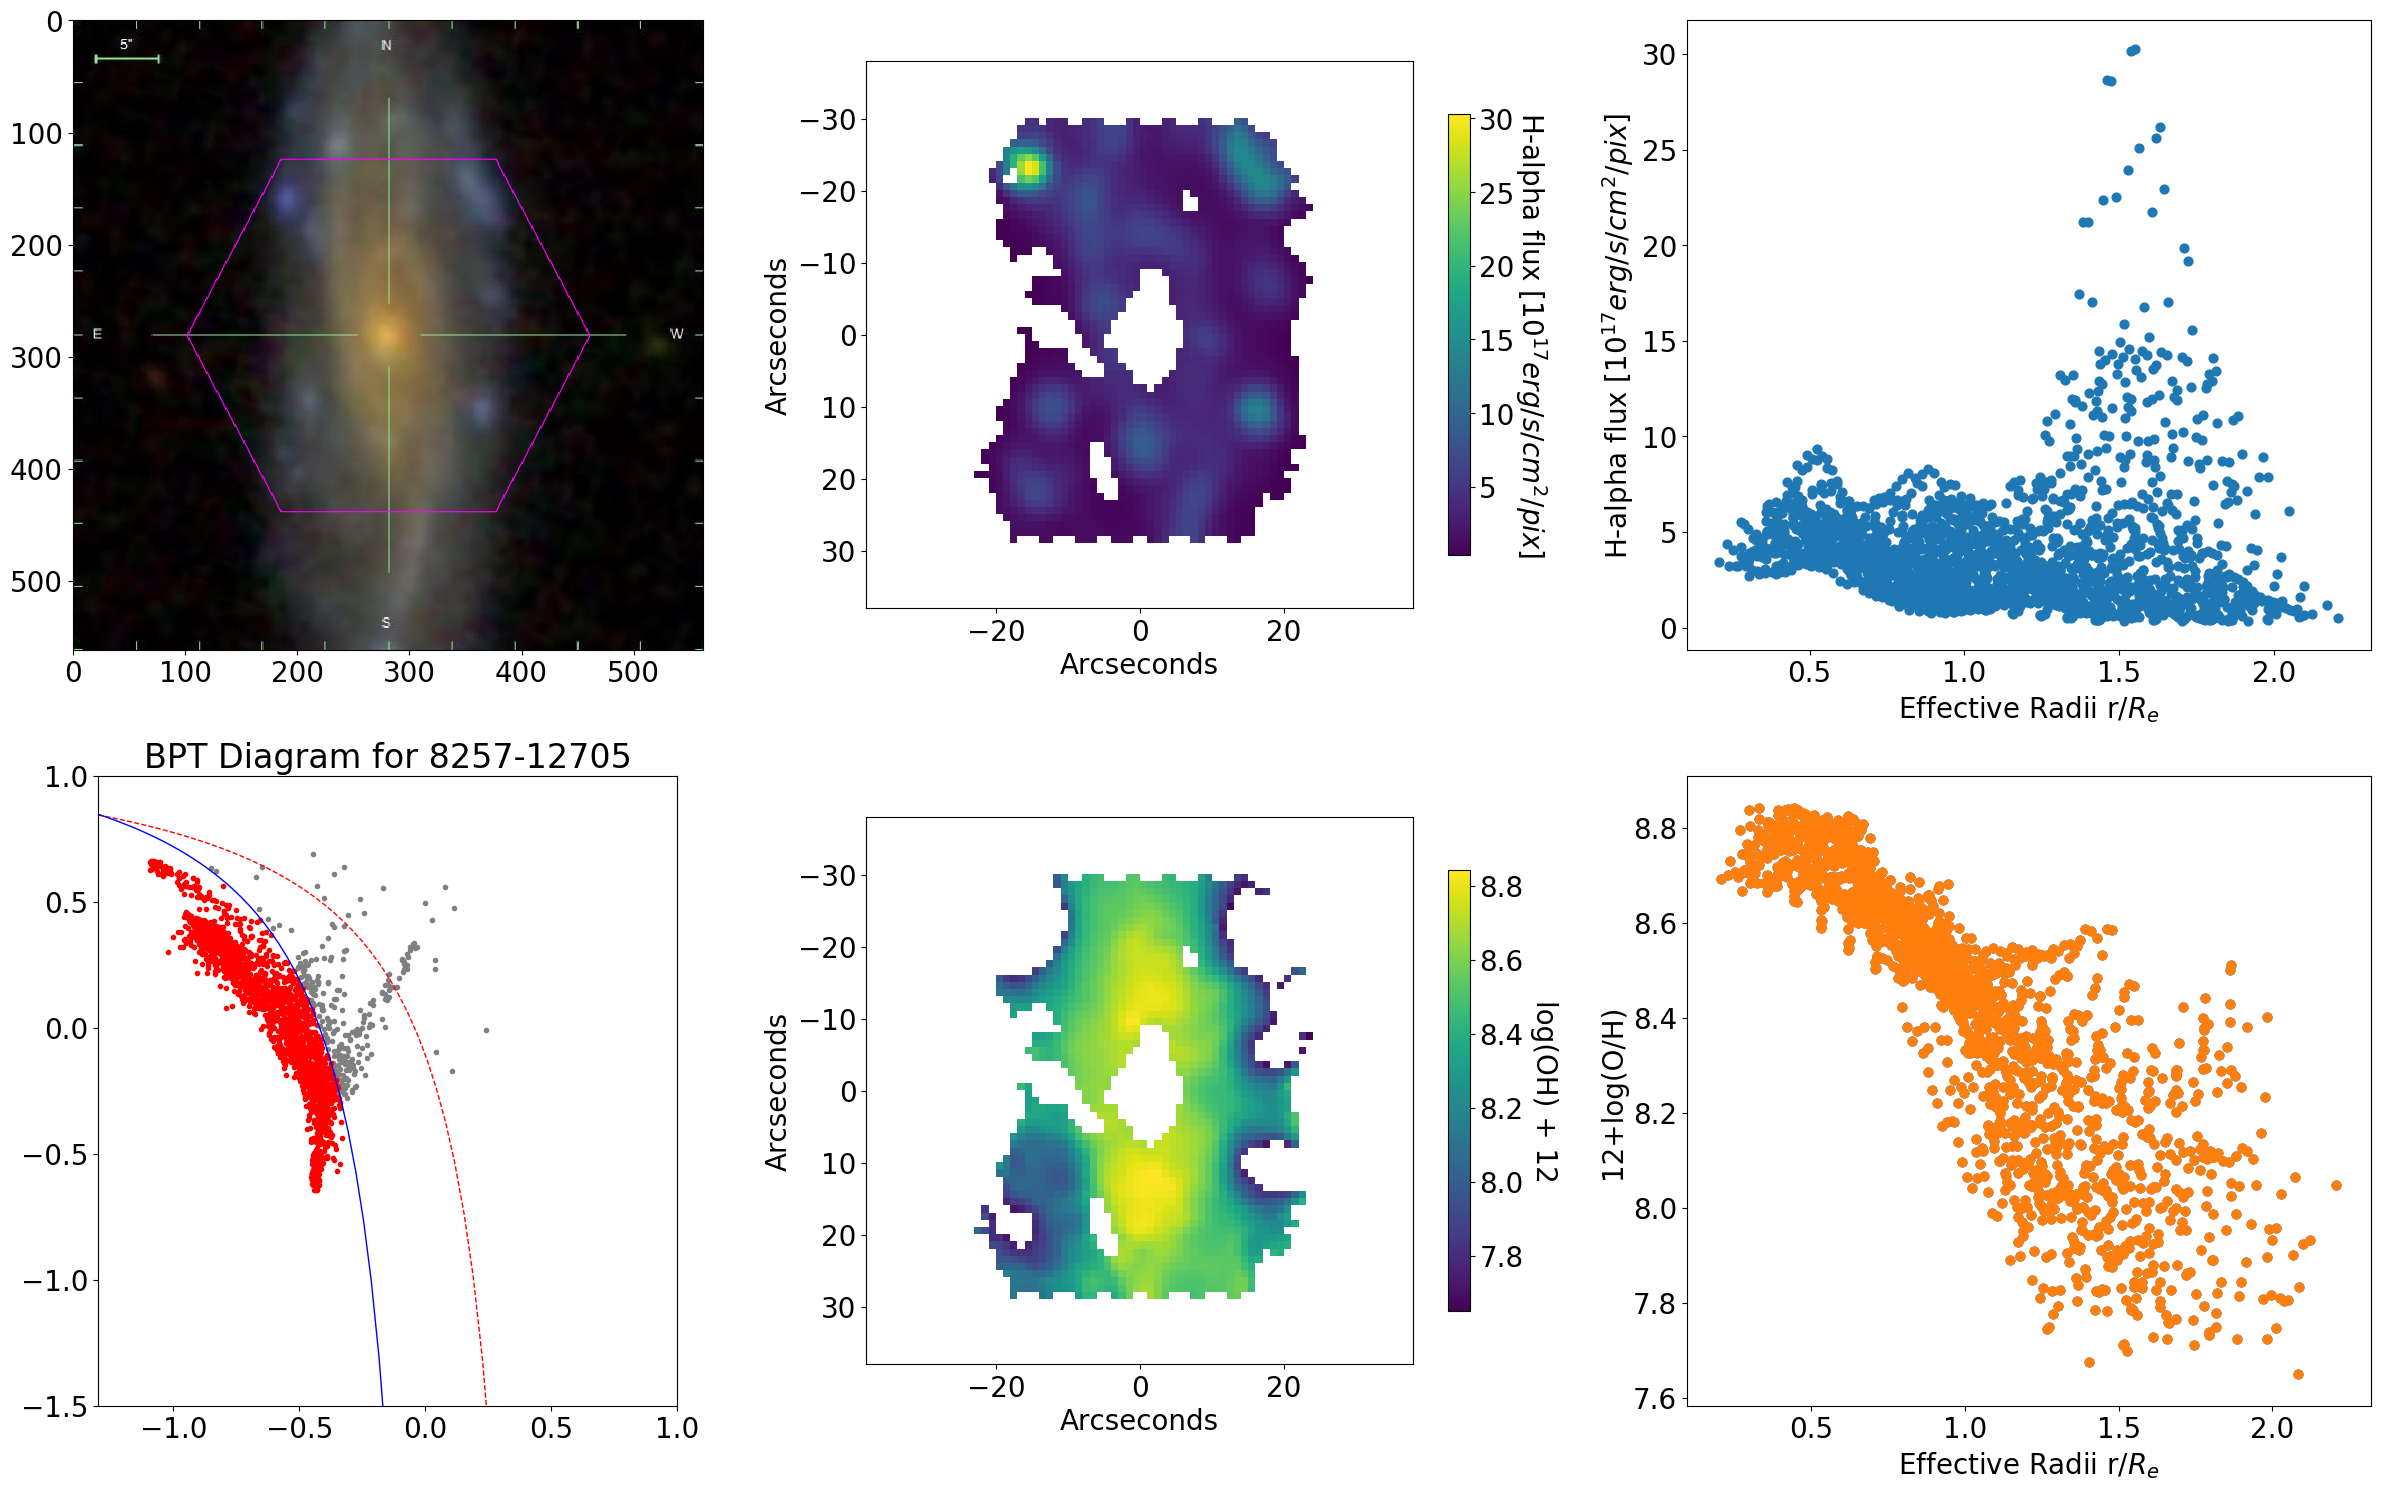 0
100
200
300
400
500
5"
N
E
W
S
0 100 200 300 400 500
−30
−20
−10
0
10
20
30
Arcseconds
−20 0 20
Arcseconds
30
25
20
15
10
5
H-alpha flux [10^17 erg/s/cm^2/pix]
H-alpha flux [10^17 erg/s/cm^2/pix]
30
25
20
15
10
5
0
0.5 1.0 1.5 2.0
Effective Radii r/R_e
BPT Diagram for 8257-12705
1.0
0.5
0.0
−0.5
−1.0
−1.5
−1.0 −0.5 0.0 0.5 1.0
−30
−20
−10
0
10
20
30
Arcseconds
−20 0 20
Arcseconds
8.8
8.6
8.4
8.2
8.0
7.8
log(OH) + 12
12+log(O/H)
8.8
8.6
8.4
8.2
8.0
7.8
7.6
0.5 1.0 1.5 2.0
Effective Radii r/R_e